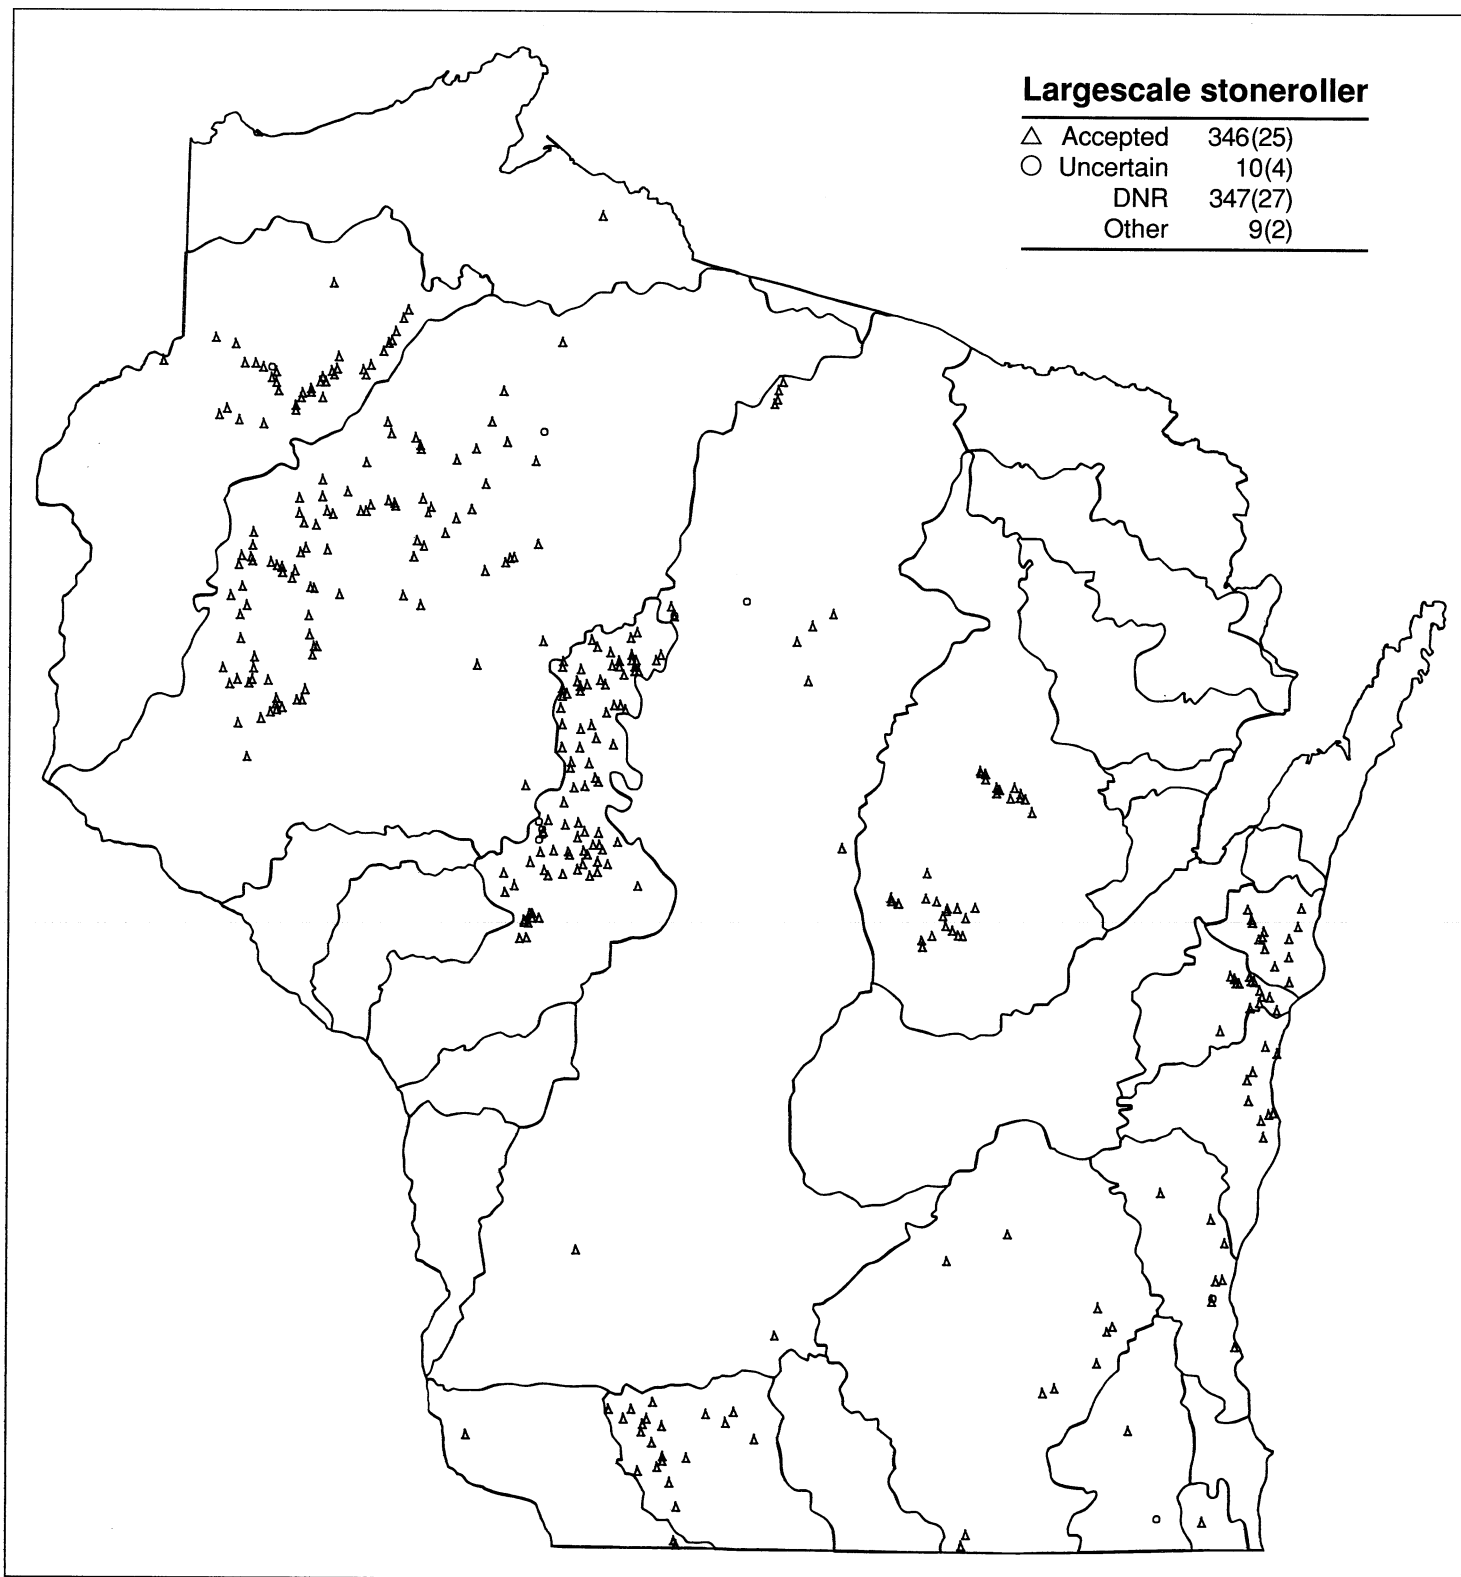 Largescale stoneroller
△ Accepted 346(25)
○ Uncertain 10(4)
DNR 347(27)
Other 9(2)